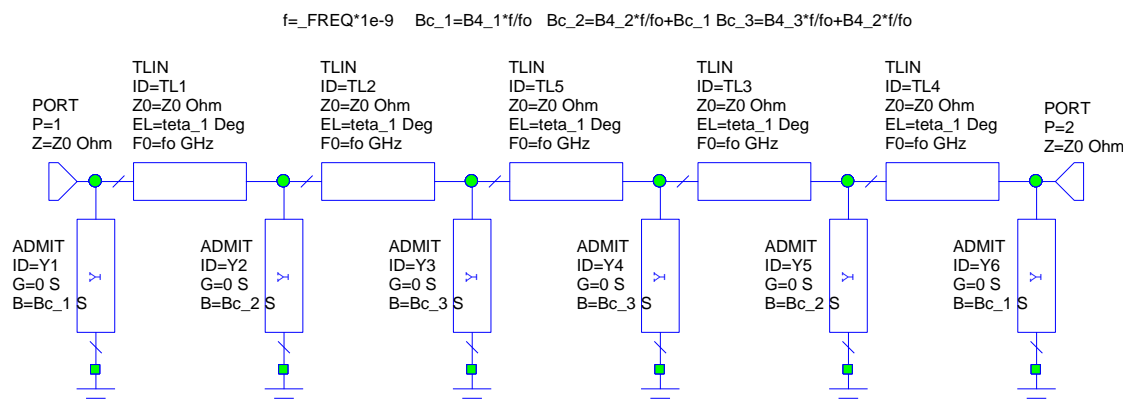 f=_FREQ*1e-9 Bc_1=B4_1*f/fo Bc_2=B4_2*f/fo+Bc_1 Bc_3=B4_3*f/fo+B4_2*f/fo
PORT
P=1
Z=Z0 Ohm
TLIN
ID=TL1
Z0=Z0 Ohm
EL=teta_1 Deg
F0=fo GHz
TLIN
ID=TL2
Z0=Z0 Ohm
EL=teta_1 Deg
F0=fo GHz
TLIN
ID=TL5
Z0=Z0 Ohm
EL=teta_1 Deg
F0=fo GHz
TLIN
ID=TL3
Z0=Z0 Ohm
EL=teta_1 Deg
F0=fo GHz
TLIN
ID=TL4
Z0=Z0 Ohm
EL=teta_1 Deg
F0=fo GHz
PORT
P=2
Z=Z0 Ohm
ADMIT
ID=Y1
G=0 S
B=Bc_1 S
Y
ADMIT
ID=Y2
G=0 S
B=Bc_2 S
Y
ADMIT
ID=Y3
G=0 S
B=Bc_3 S
Y
ADMIT
ID=Y4
G=0 S
B=Bc_3 S
Y
ADMIT
ID=Y5
G=0 S
B=Bc_2 S
Y
ADMIT
ID=Y6
G=0 S
B=Bc_1 S
Y